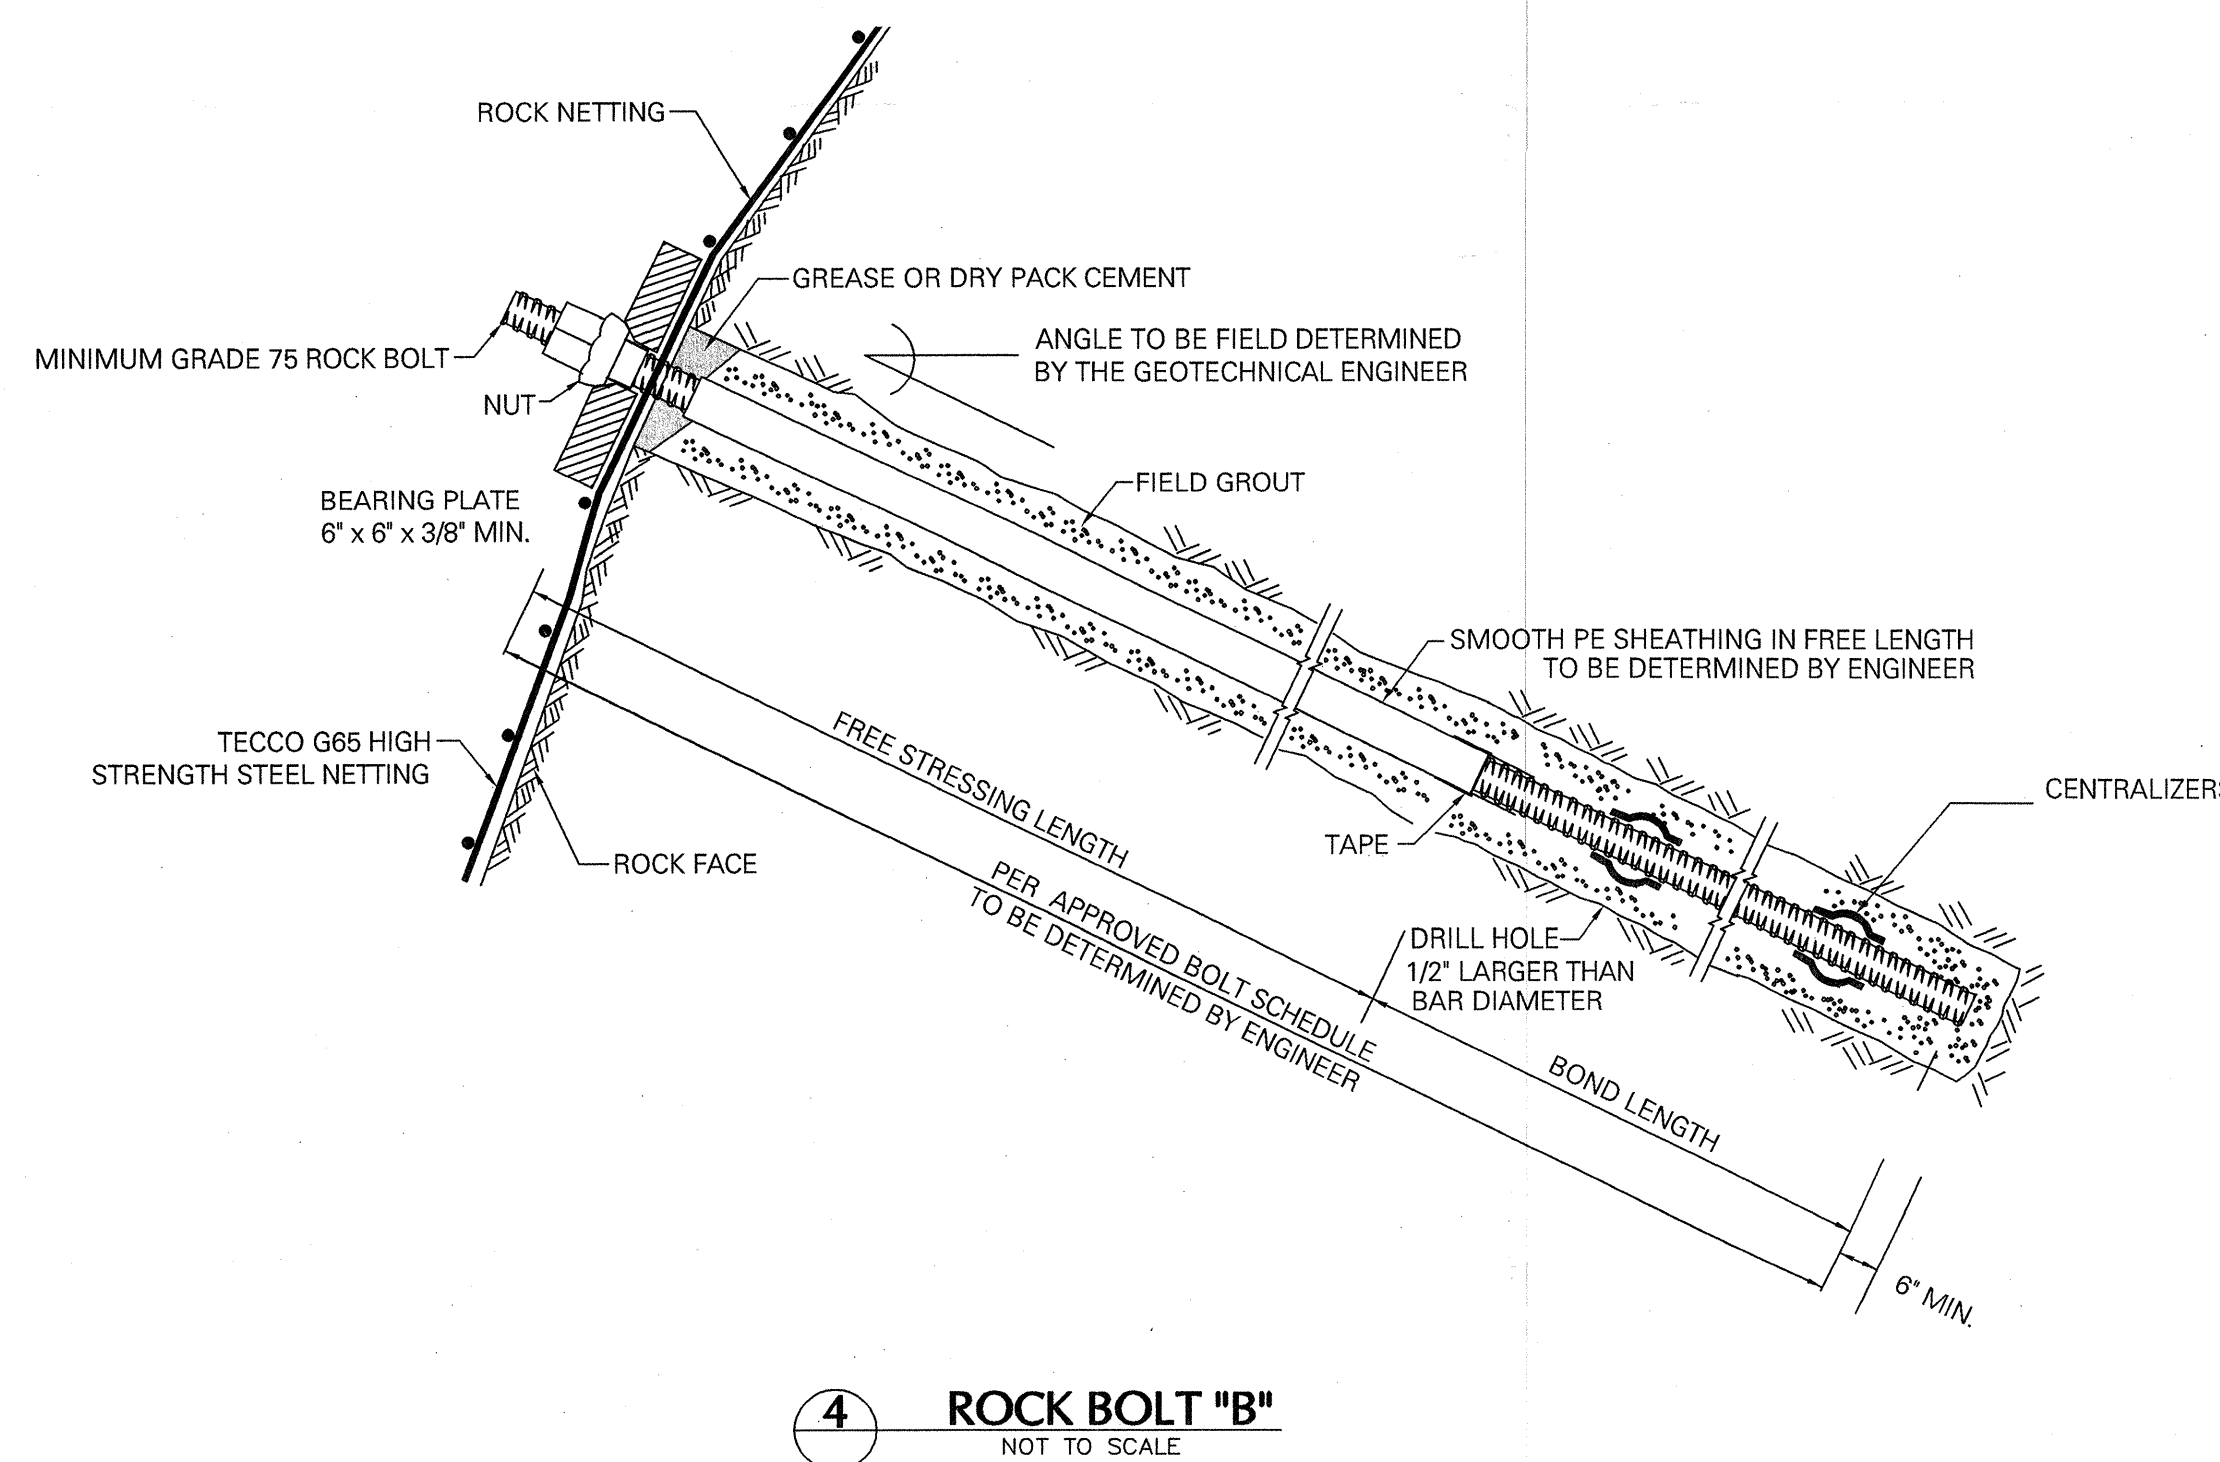 ROCK NETTING
GREASE OR DRY PACK CEMENT
ANGLE TO BE FIELD DETERMINED
BY THE GEOTECHNICAL ENGINEER
MINIMUM GRADE 75 ROCK BOLT
NUT
FIELD GROUT
BEARING PLATE
6" x 6" x 3/8" MIN.
SMOOTH PE SHEATHING IN FREE LENGTH
TO BE DETERMINED BY ENGINEER
TECCO G65 HIGH
STRENGTH STEEL NETTING
FREE STRESSING LENGTH
CENTRALIZERS
TAPE
ROCK FACE
PER APPROVED BOLT SCHEDULE
TO BE DETERMINED BY ENGINEER
DRILL HOLE
1/2" LARGER THAN
BAR DIAMETER
BOND LENGTH
6" MIN.
4 ROCK BOLT "B"
NOT TO SCALE